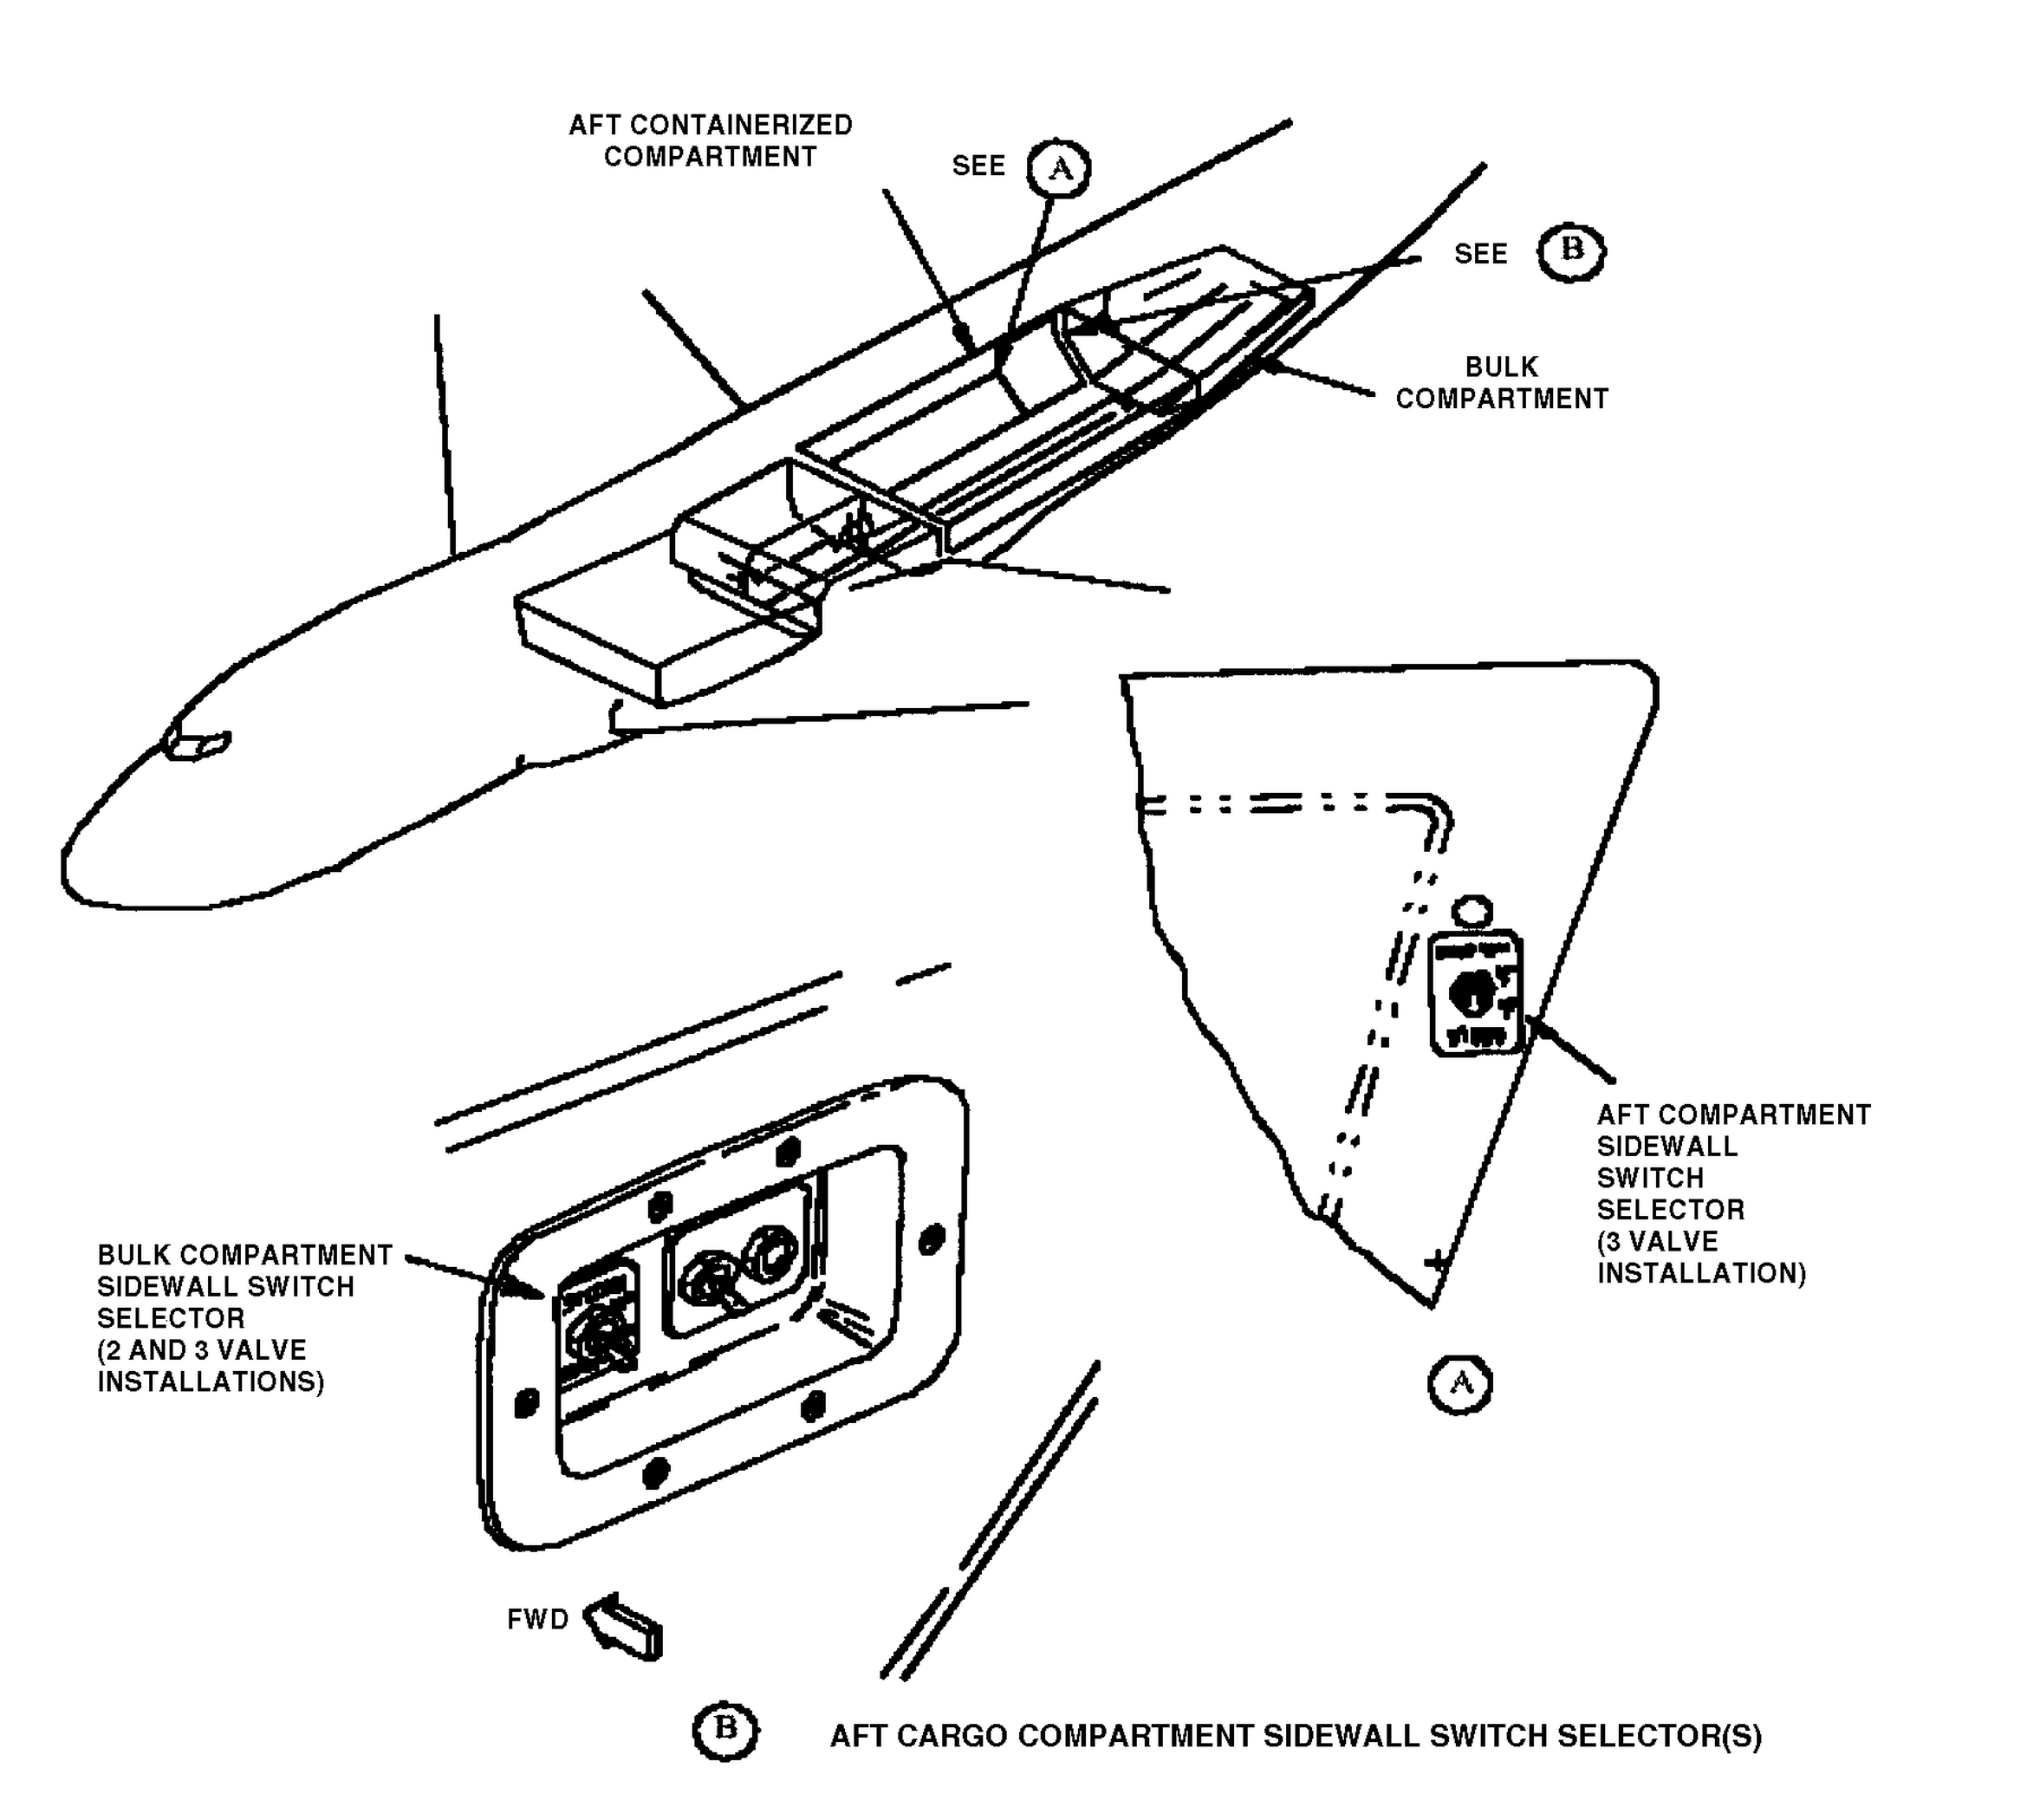 AFT CONTAINERIZED
COMPARTMENT
SEE A
SEE B
BULK
COMPARTMENT
AFT COMPARTMENT
SIDEWALL
SWITCH
SELECTOR
(3 VALVE
INSTALLATION)
A
BULK COMPARTMENT
SIDEWALL SWITCH
SELECTOR
(2 AND 3 VALVE
INSTALLATIONS)
FWD
B AFT CARGO COMPARTMENT SIDEWALL SWITCH SELECTOR(S)